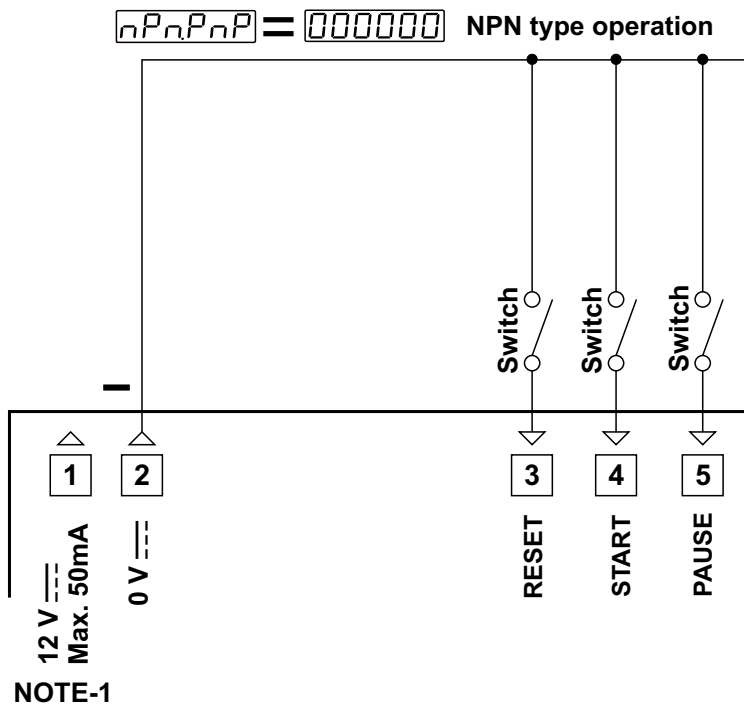 nPn.PnP = 000000 NPN type operation
Switch
Switch
Switch
1
2
3
4
5
12 V
Max. 50mA
0 V
RESET
START
PAUSE
NOTE-1